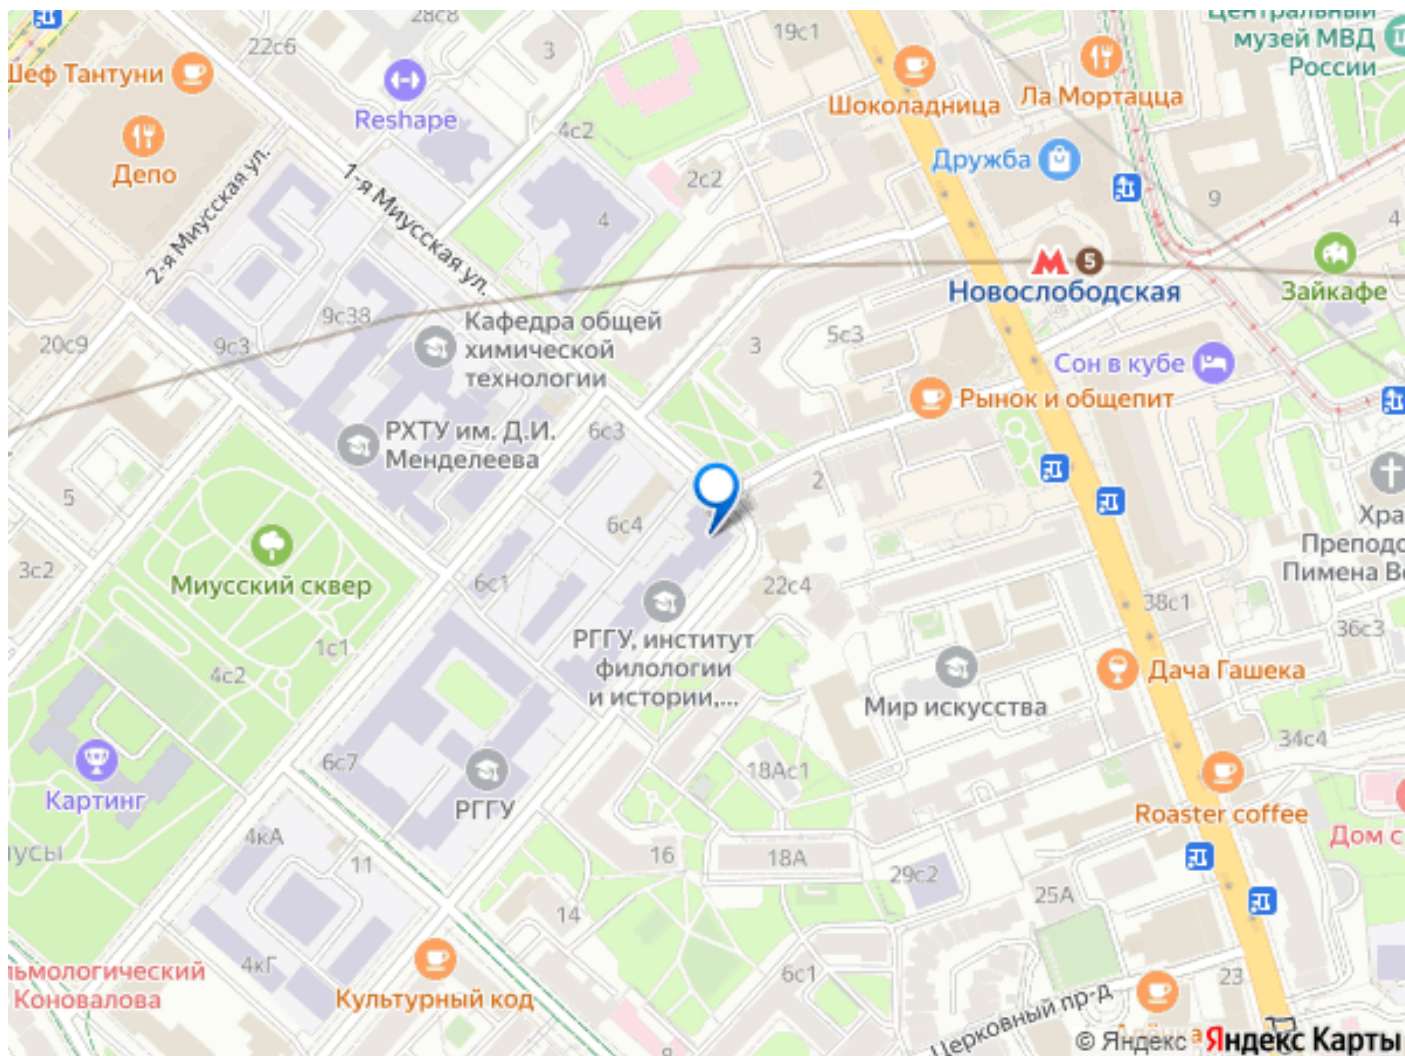 28с8
22с6
3
19с1
Центральный
музей МВД
России
Шеф Тантуни
Reshape
Шоколадница
Ла Мортацца
4с2
Депо
Дружба
2с2
9
4
4
2-я Миусская ул.
1-я Миусская ул.
М 5
Новослободская
Зайкафе
9с38
Кафедра общей
химической
технологии
20с9
9с3
3
5с3
Сон в кубе
Рынок и общепит
6с3
РХТУ им. Д.И.
Менделеева
5
2
6с4
Хра
Преподо
Пимена Ве
3с2
Миусский сквер
6с1
22с4
38с1
36с3
1с1
4с2
РГГУ, институт
филологии
и истории,...
Дача Гашека
Мир искусства
34с4
6с7
18Ас1
Картинг
РГГУ
Roaster coffee
Дом с
4кА
11
16
18А
29с2
25А
14
4кГ
льмологический
Коновалова
Культурный код
6с1
23
Церковный пр-д
8
© Яндекс Яндекс Карты